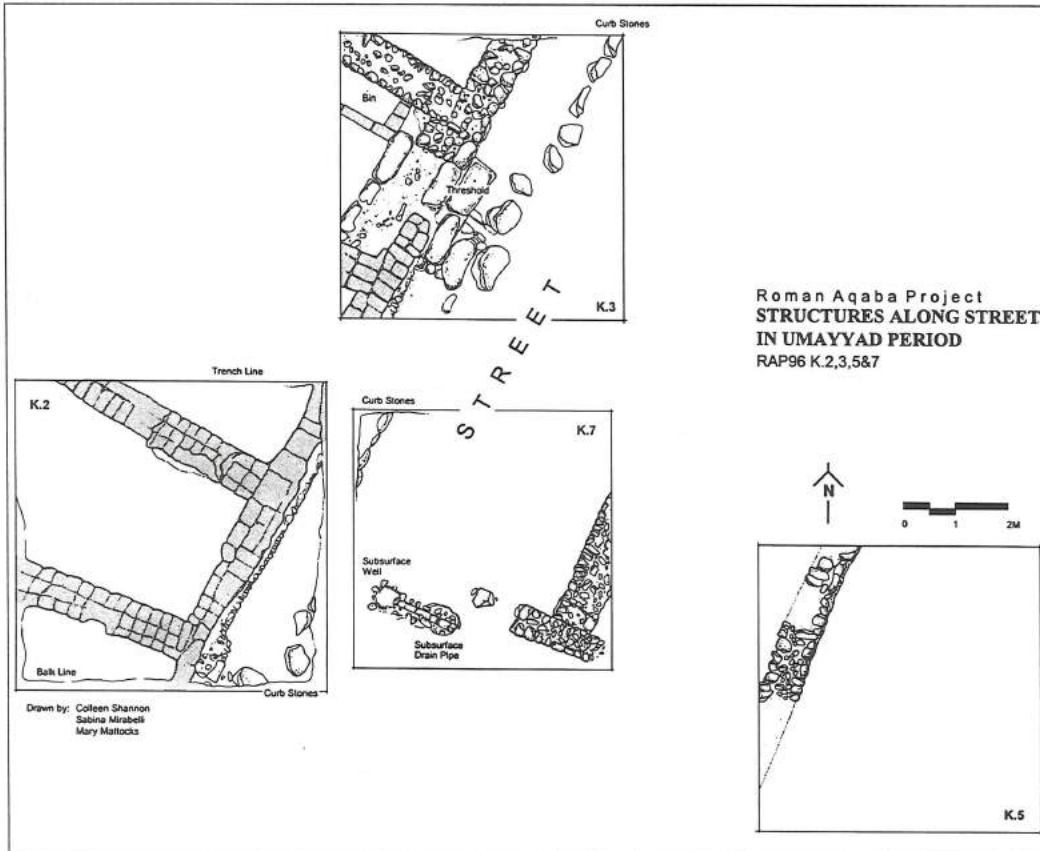 Curb Stones
Bin
Threshold
K.3
STREET
Roman Aqaba Project
STRUCTURES ALONG STREET
IN UMAYYAD PERIOD
RAP96 K.2,3,5&7
Trench Line
K.2
Curb Stones
K.7
N
0 1 2M
Subsurface
Well
Subsurface
Drain Pipe
Balk Line
Curb Stones
Drawn by: Colleen Shannon
Sabina Mirabelli
Mary Mattocks
K.5